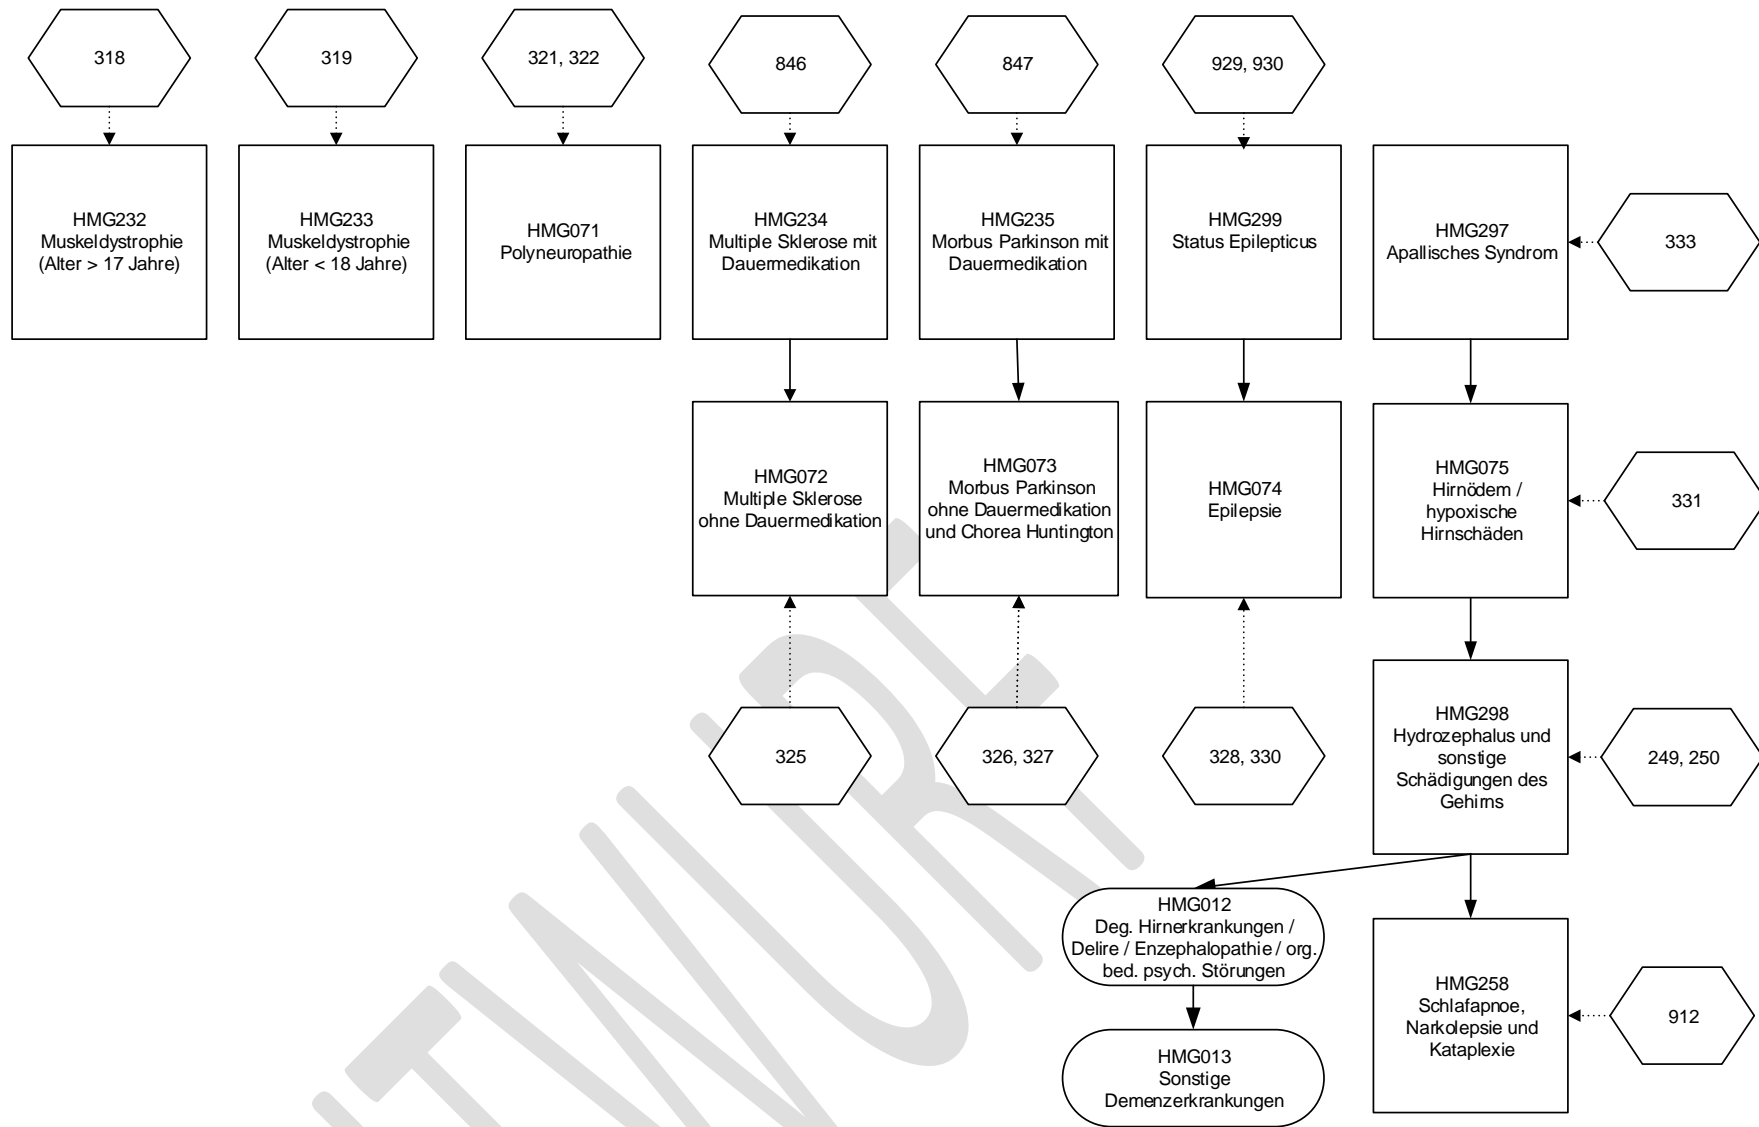 318
319
321, 322
846
847
929, 930
HMG232
Muskeldystrophie
(Alter > 17 Jahre)
HMG233
Muskeldystrophie
(Alter < 18 Jahre)
HMG071
Polyneuropathie
HMG234
Multiple Sklerose mit
Dauermedikation
HMG235
Morbus Parkinson mit
Dauermedikation
HMG299
Status Epilepticus
HMG297
Apallisches Syndrom
333
HMG072
Multiple Sklerose
ohne Dauermedikation
HMG073
Morbus Parkinson
ohne Dauermedikation
und Chorea Huntington
HMG074
Epilepsie
HMG075
Hirnödem /
hypoxische
Hirnschäden
331
325
326, 327
328, 330
HMG298
Hydrozephalus und
sonstige
Schädigungen des
Gehirns
249, 250
HMG012
Deg. Hirnerkrankungen /
Delire / Enzephalopathie / org.
bed. psych. Störungen
HMG258
Schlafapnoe,
Narkolepsie und
Kataplexie
912
HMG013
Sonstige
Demenzerkrankungen
NTWURF